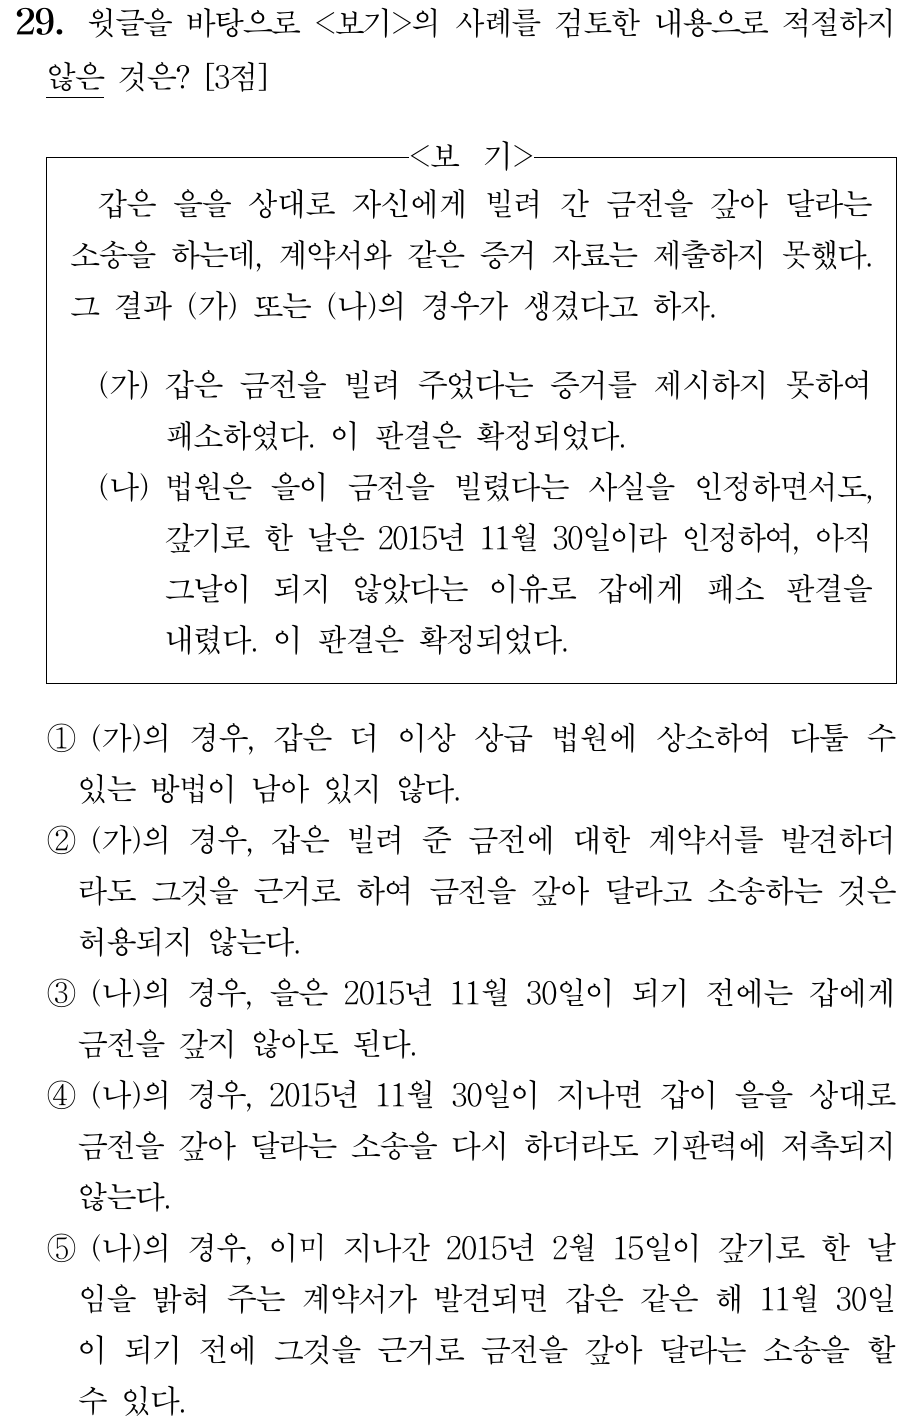 29. 윗글을 바탕으로 <보기>의 사례를 검토한 내용으로 적절하지
않은 것은? [3점]
<보 기>
갑은 을을 상대로 자신에게 빌려 간 금전을 갚아 달라는
소송을 하는데, 계약서와 같은 증거 자료는 제출하지 못했다.
그 결과 (가) 또는 (나)의 경우가 생겼다고 하자.
(가) 갑은 금전을 빌려 주었다는 증거를 제시하지 못하여
패소하였다. 이 판결은 확정되었다.
(나) 법원은 을이 금전을 빌렸다는 사실을 인정하면서도,
갚기로 한 날은 2015년 11월 30일이라 인정하여, 아직
그날이 되지 않았다는 이유로 갑에게 패소 판결을
내렸다. 이 판결은 확정되었다.
① (가)의 경우, 갑은 더 이상 상급 법원에 상소하여 다툴 수
있는 방법이 남아 있지 않다.
② (가)의 경우, 갑은 빌려 준 금전에 대한 계약서를 발견하더
라도 그것을 근거로 하여 금전을 갚아 달라고 소송하는 것은
허용되지 않는다.
③ (나)의 경우, 을은 2015년 11월 30일이 되기 전에는 갑에게
금전을 갚지 않아도 된다.
④ (나)의 경우, 2015년 11월 30일이 지나면 갑이 을을 상대로
금전을 갚아 달라는 소송을 다시 하더라도 기판력에 저촉되지
않는다.
⑤ (나)의 경우, 이미 지나간 2015년 2월 15일이 갚기로 한 날
임을 밝혀 주는 계약서가 발견되면 갑은 같은 해 11월 30일
이 되기 전에 그것을 근거로 금전을 갚아 달라는 소송을 할
수 있다.